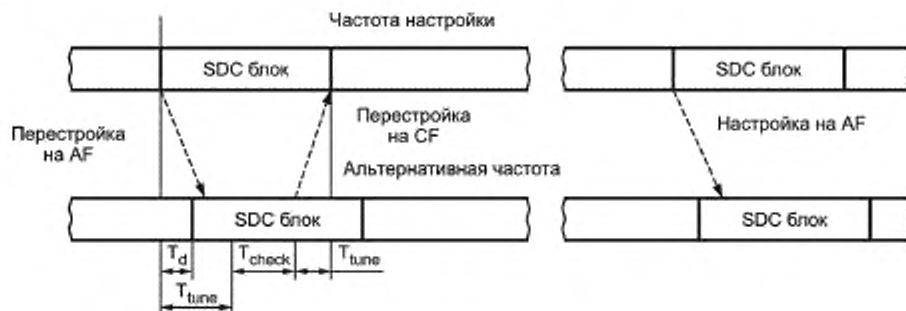 Частота настройки
SDC блок
SDC блок
Перестройка
на AF
Перестройка
на CF
Настройка на AF
Альтернативная частота
SDC блок
SDC блок
T_d
T_check
T_tune
T_tune